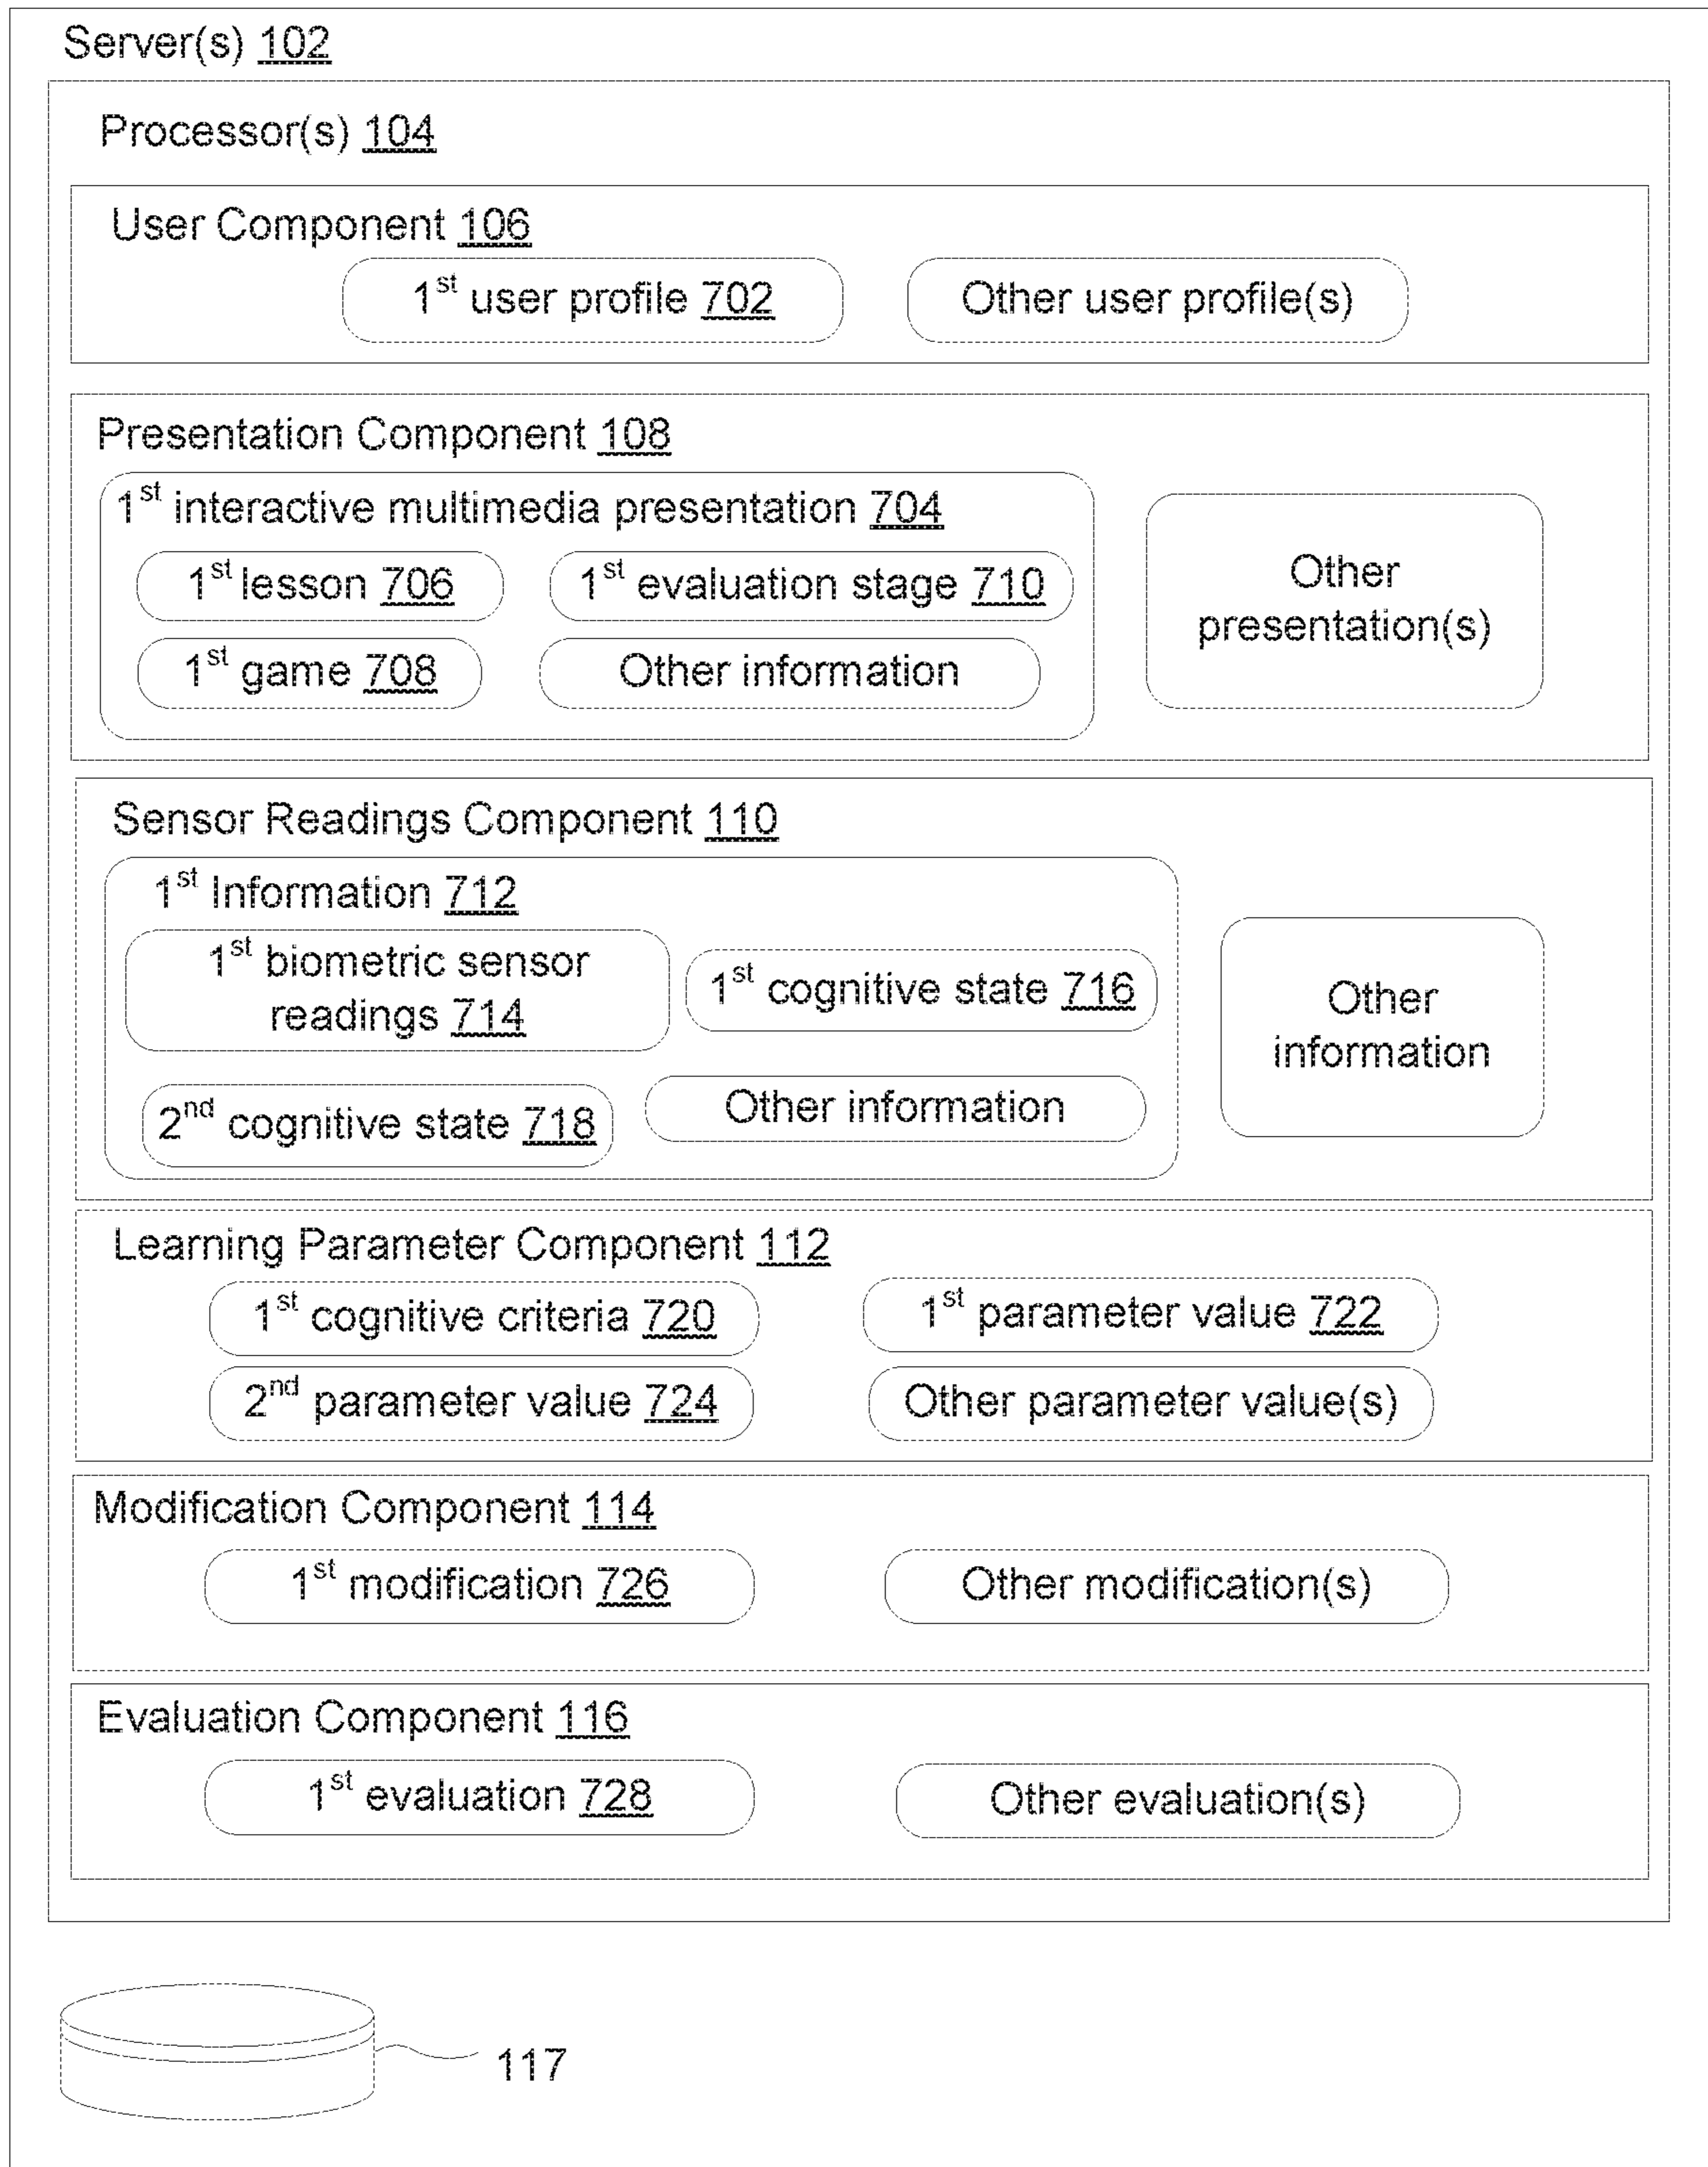 Server(s) 102
Processor(s) 104
User Component 106
1st user profile 702
Other user profile(s)
Presentation Component 108
1st interactive multimedia presentation 704
1st lesson 706
1st evaluation stage 710
1st game 708
Other information
Other
presentation(s)
Sensor Readings Component 110
1st Information 712
1st biometric sensor
readings 714
1st cognitive state 716
2nd cognitive state 718
Other information
Other
information
Learning Parameter Component 112
1st cognitive criteria 720
1st parameter value 722
2nd parameter value 724
Other parameter value(s)
Modification Component 114
1st modification 726
Other modification(s)
Evaluation Component 116
1st evaluation 728
Other evaluation(s)
117